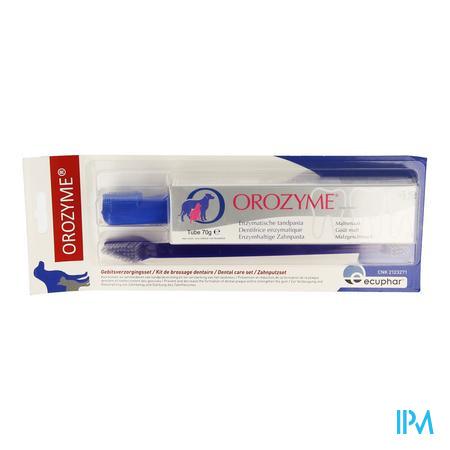 OROZYME®
OROZYME
Tube 70g
Enzymatische tandpasta
Dentifrice enzymatique
Enzymhaltige Zahnpasta
Maltsmaak
Goût malt
Malzgeschmack
Gebitsverzorgingsset / Kit de brossage dentaire / Dental care set / Zahnputzset
CNK 2123271
ecuphar
IPM